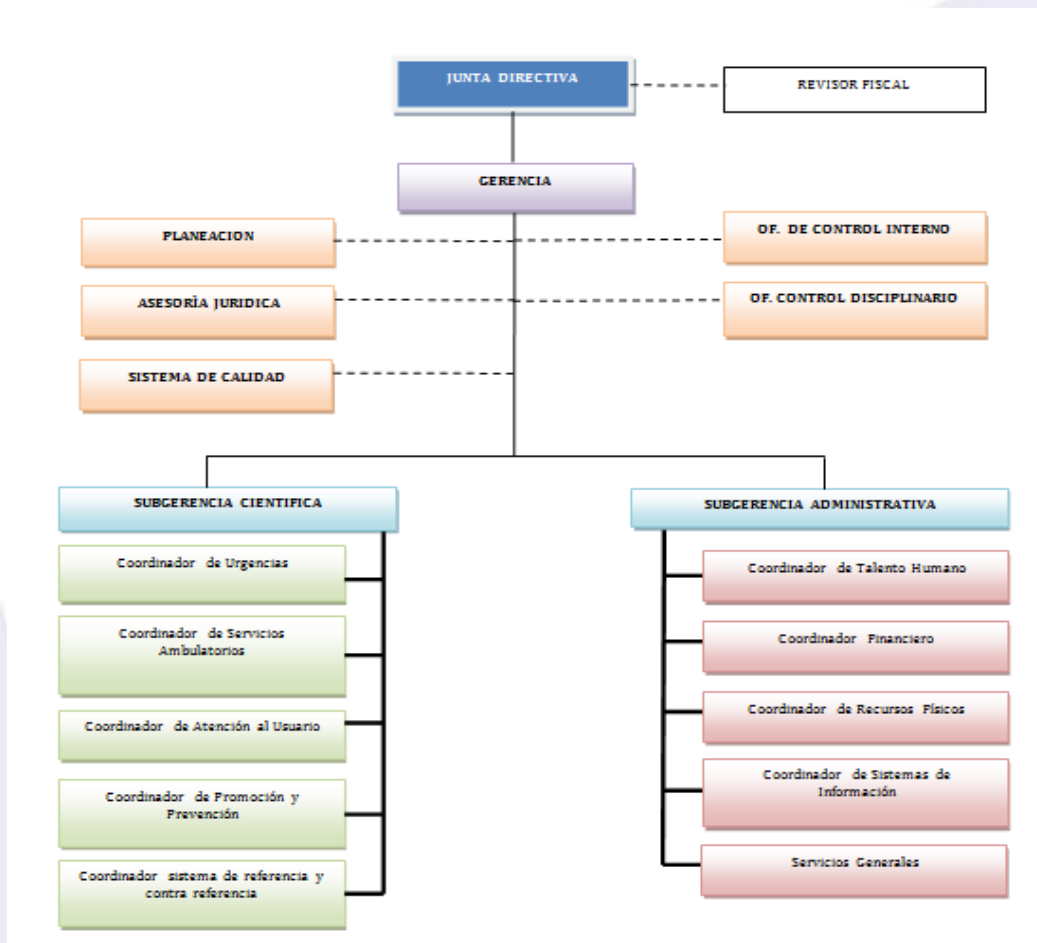 JUNTA DIRECTIVA
REVISOR FISCAL
GERENCIA
PLANEACION
OF. DE CONTROL INTERNO
ASESORÌA JURIDICA
OF. CONTROL DISCIPLINARIO
SISTEMA DE CALIDAD
SUBGERENCIA CIENTIFICA
SUBGERENCIA ADMINISTRATIVA
Coordinador de Urgencias
Coordinador de Servicios
Ambulatorios
Coordinador de Atención al Usuario
Coordinador de Promoción y
Prevención
Coordinador sistema de referencia y
contra referencia
Coordinador de Talento Humano
Coordinador Financiero
Coordinador de Recursos Físicos
Coordinador de Sistemas de
Información
Servicios Generales